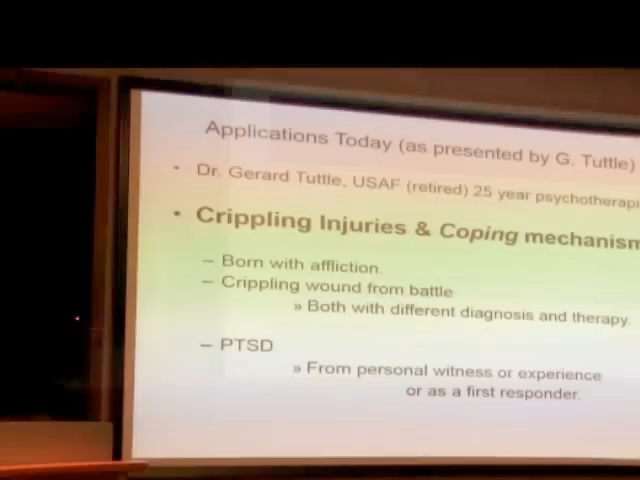 Applications Today (as presented by G. Tuttle)
• Dr. Gerard Tuttle, USAF (retired) 25 year psychotherapi
• Crippling Injuries & Coping mechanism
– Born with affliction.
– Crippling wound from battle
» Both with different diagnosis and therapy.
– PTSD
» From personal witness or experience
or as a first responder.